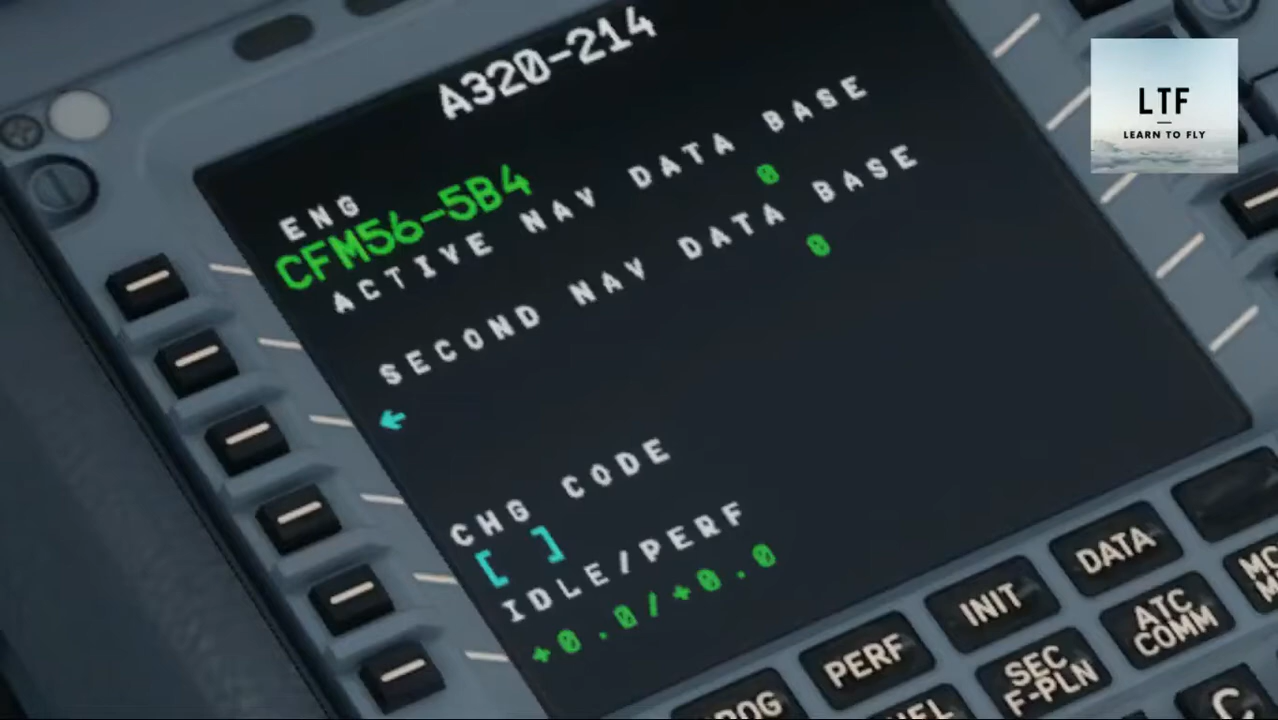 A320-214
ENG
CFM56-5B4
ACTIVE NAV DATA BASE
0
SECOND NAV DATA BASE
0
←
CHG CODE
[ ]
IDLE/PERF
+0.0/+0.0
LTF
LEARN TO FLY
DATA
INIT
PERF
ATC
COMM
SEC
F-PLN
C